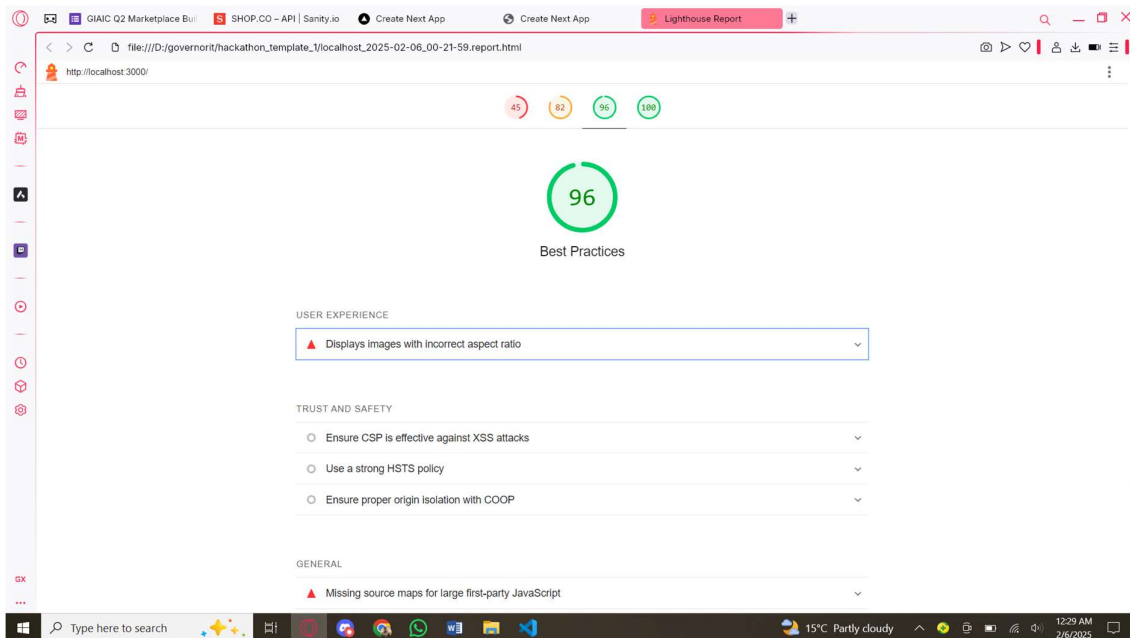 GIAIC Q2 Marketplace Buil
S SHOP.CO – API | Sanity.io
Create Next App
Create Next App
Lighthouse Report
file:///D:/governorit/hackathon_template_1/localhost_2025-02-06_00-21-59.report.html
http://localhost:3000/
45 82 96 100
96
Best Practices
USER EXPERIENCE
Displays images with incorrect aspect ratio
TRUST AND SAFETY
Ensure CSP is effective against XSS attacks
Use a strong HSTS policy
Ensure proper origin isolation with COOP
GENERAL
Missing source maps for large first-party JavaScript
GX
Type here to search
15°C Partly cloudy
12:29 AM
2/6/2025